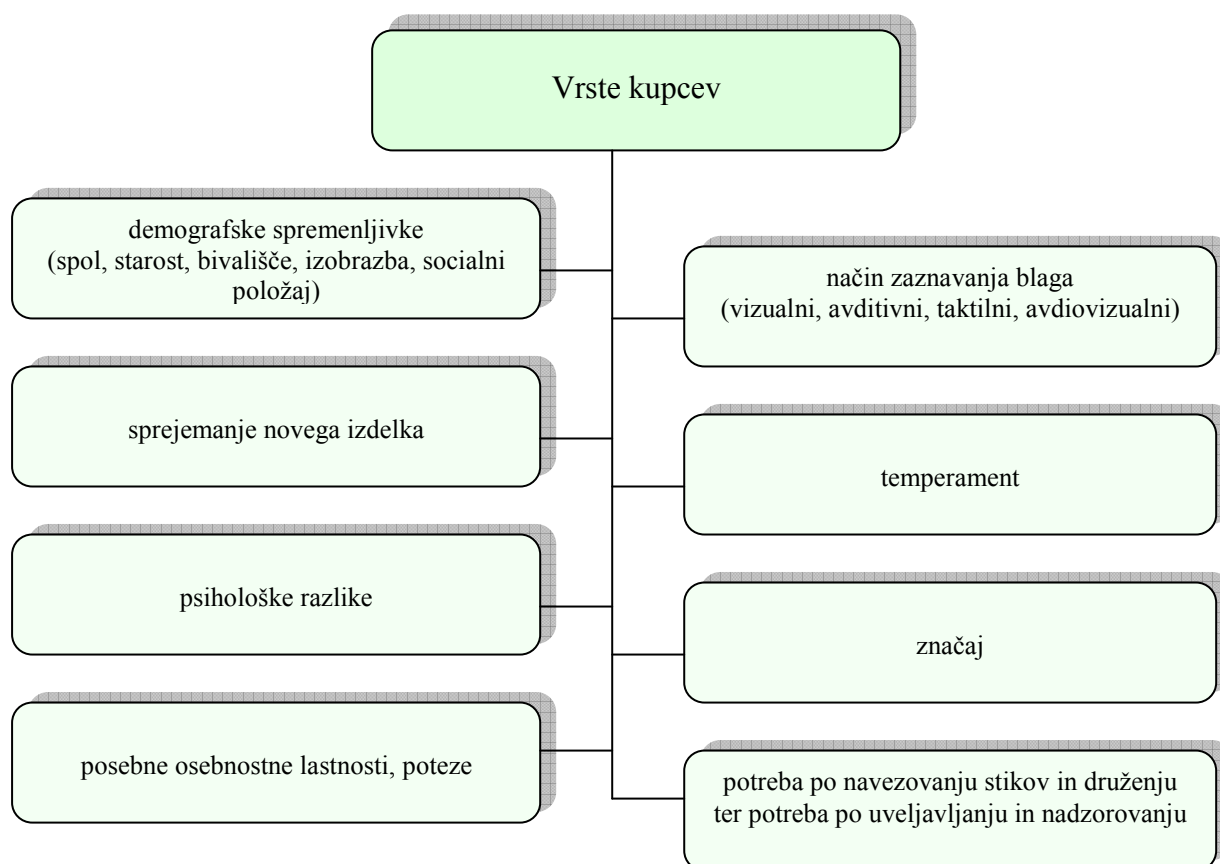 Vrste kupcev
demografske spremenljivke
(spol, starost, bivališče, izobrazba, socialni
položaj)
način zaznavanja blaga
(vizualni, avditivni, taktilni, avdiovizualni)
sprejemanje novega izdelka
temperament
psihološke razlike
značaj
posebne osebnostne lastnosti, poteze
potreba po navezovanju stikov in druženju
ter potreba po uveljavljanju in nadzorovanju